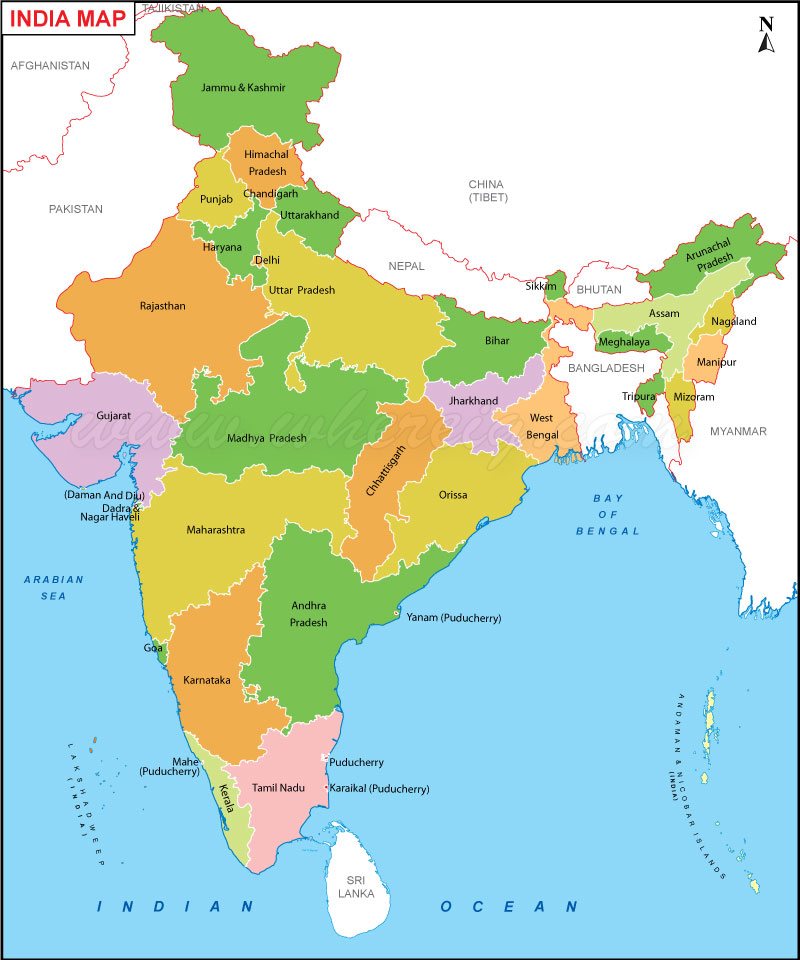 INDIA MAP
TAJIKISTAN
N
AFGHANISTAN
Jammu & Kashmir
PAKISTAN
CHINA
(TIBET)
Himachal
Pradesh
Punjab
Chandigarh
Uttarakhand
Haryana
Delhi
Uttar Pradesh
NEPAL
Sikkim
BHUTAN
Arunachal
Pradesh
Rajasthan
Assam
Nagaland
Bihar
Meghalaya
Manipur
BANGLADESH
Gujarat
Jharkhand
Tripura
Mizoram
West
Bengal
MYANMAR
Madhya Pradesh
Chhattisgarh
Orissa
(Daman And Diu)
Dadra &
Nagar Haveli
Maharashtra
BAY
OF
BENGAL
ARABIAN
SEA
Andhra
Pradesh
Yanam (Puducherry)
Goa
Karnataka
Mahe
(Puducherry)
Puducherry
Kerala
Tamil Nadu
Karaikal (Puducherry)
LAKSHADWEEP
(INDIA)
ANDAMAN & NICOBAR ISLANDS
(INDIA)
SRI
LANKA
INDIAN OCEAN